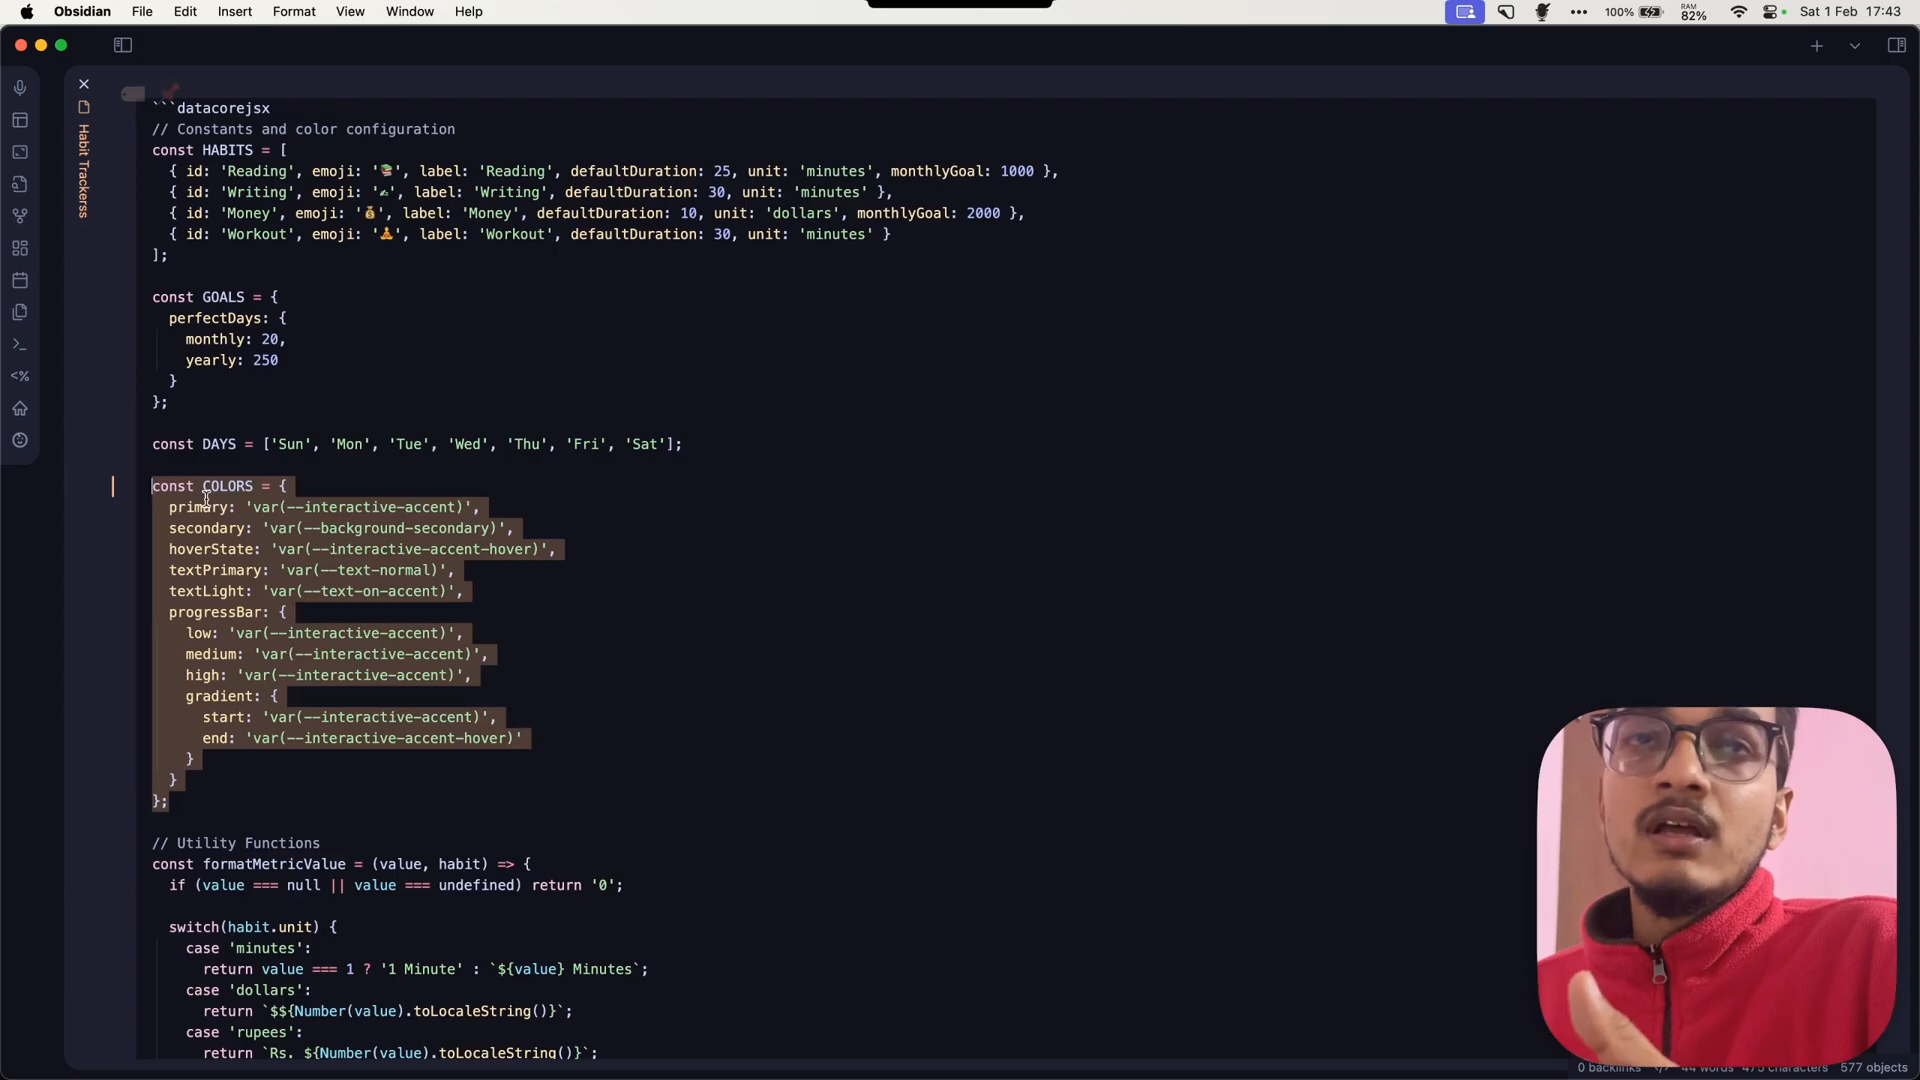 Obsidian File Edit Insert Format View Window Help 100% RAM 82% Sat 1 Feb 17:43
Habit Trackerss
```datacorejsx
// Constants and color configuration
const HABITS = [
{ id: 'Reading', emoji: '📚', label: 'Reading', defaultDuration: 25, unit: 'minutes', monthlyGoal: 1000 },
{ id: 'Writing', emoji: '✍', label: 'Writing', defaultDuration: 30, unit: 'minutes' },
{ id: 'Money', emoji: '💰', label: 'Money', defaultDuration: 10, unit: 'dollars', monthlyGoal: 2000 },
{ id: 'Workout', emoji: '🧘', label: 'Workout', defaultDuration: 30, unit: 'minutes' }
];
const GOALS = {
perfectDays: {
monthly: 20,
yearly: 250
}
};
const DAYS = ['Sun', 'Mon', 'Tue', 'Wed', 'Thu', 'Fri', 'Sat'];
const COLORS = {
primary: 'var(--interactive-accent)',
secondary: 'var(--background-secondary)',
hoverState: 'var(--interactive-accent-hover)',
textPrimary: 'var(--text-normal)',
textLight: 'var(--text-on-accent)',
progressBar: {
low: 'var(--interactive-accent)',
medium: 'var(--interactive-accent)',
high: 'var(--interactive-accent)',
gradient: {
start: 'var(--interactive-accent)',
end: 'var(--interactive-accent-hover)'
}
}
};
// Utility Functions
const formatMetricValue = (value, habit) => {
if (value === null || value === undefined) return '0';
switch(habit.unit) {
case 'minutes':
return value === 1 ? '1 Minute' : `${value} Minutes`;
case 'dollars':
return `$${Number(value).toLocaleString()}`;
case 'rupees':
return `Rs. ${Number(value).toLocaleString()}`;
0 backlinks 44 words 475 characters 577 objects